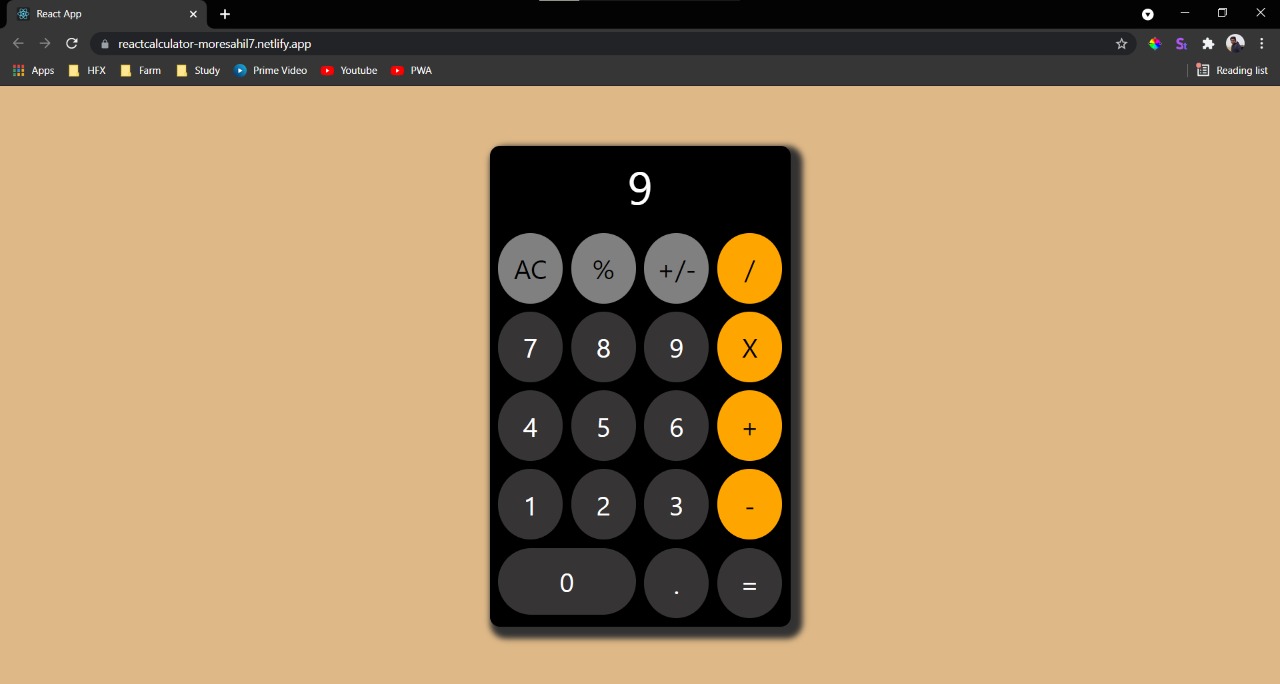 React App
reactcalculator-moresahil7.netlify.app
St
Apps HFX Farm Study Prime Video Youtube PWA Reading list
9
AC % +/- /
7 8 9 X
4 5 6 +
1 2 3 -
0 . =